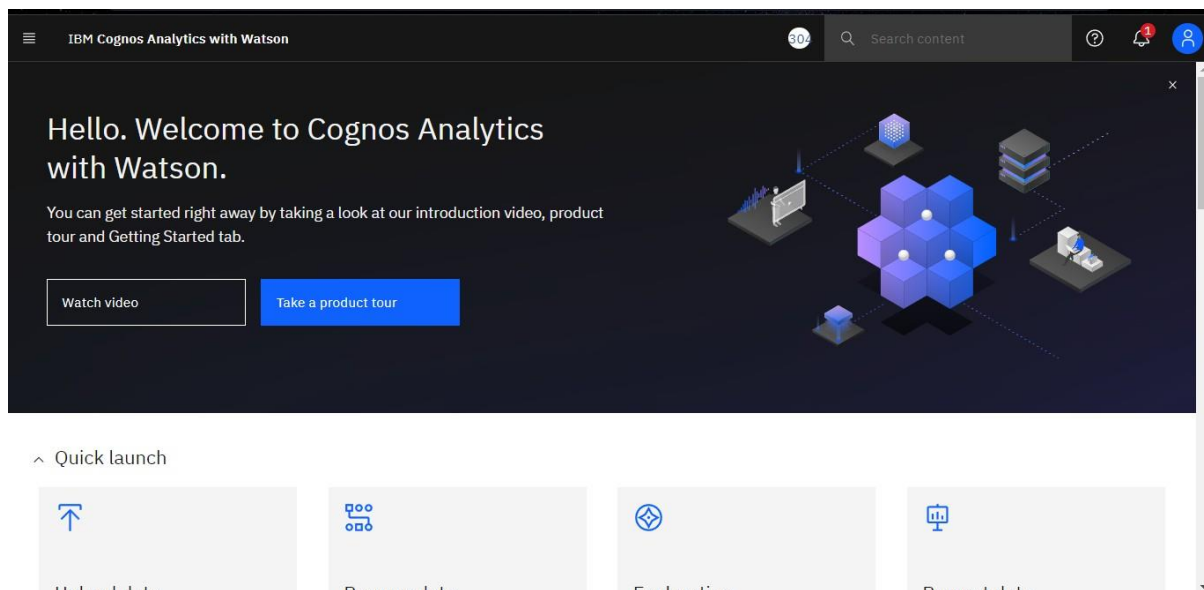 IBM Cognos Analytics with Watson
304
Search content
1
Hello. Welcome to Cognos Analytics
with Watson.
You can get started right away by taking a look at our introduction video, product
tour and Getting Started tab.
Watch video
Take a product tour
Quick launch